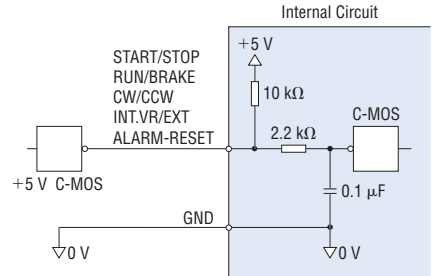 Internal Circuit
+5 V
START/STOP
RUN/BRAKE
CW/CCW
INT.VR/EXT
ALARM-RESET
10 kΩ
C-MOS
2.2 kΩ
+5 V C-MOS
0.1 µF
GND
0 V
0 V